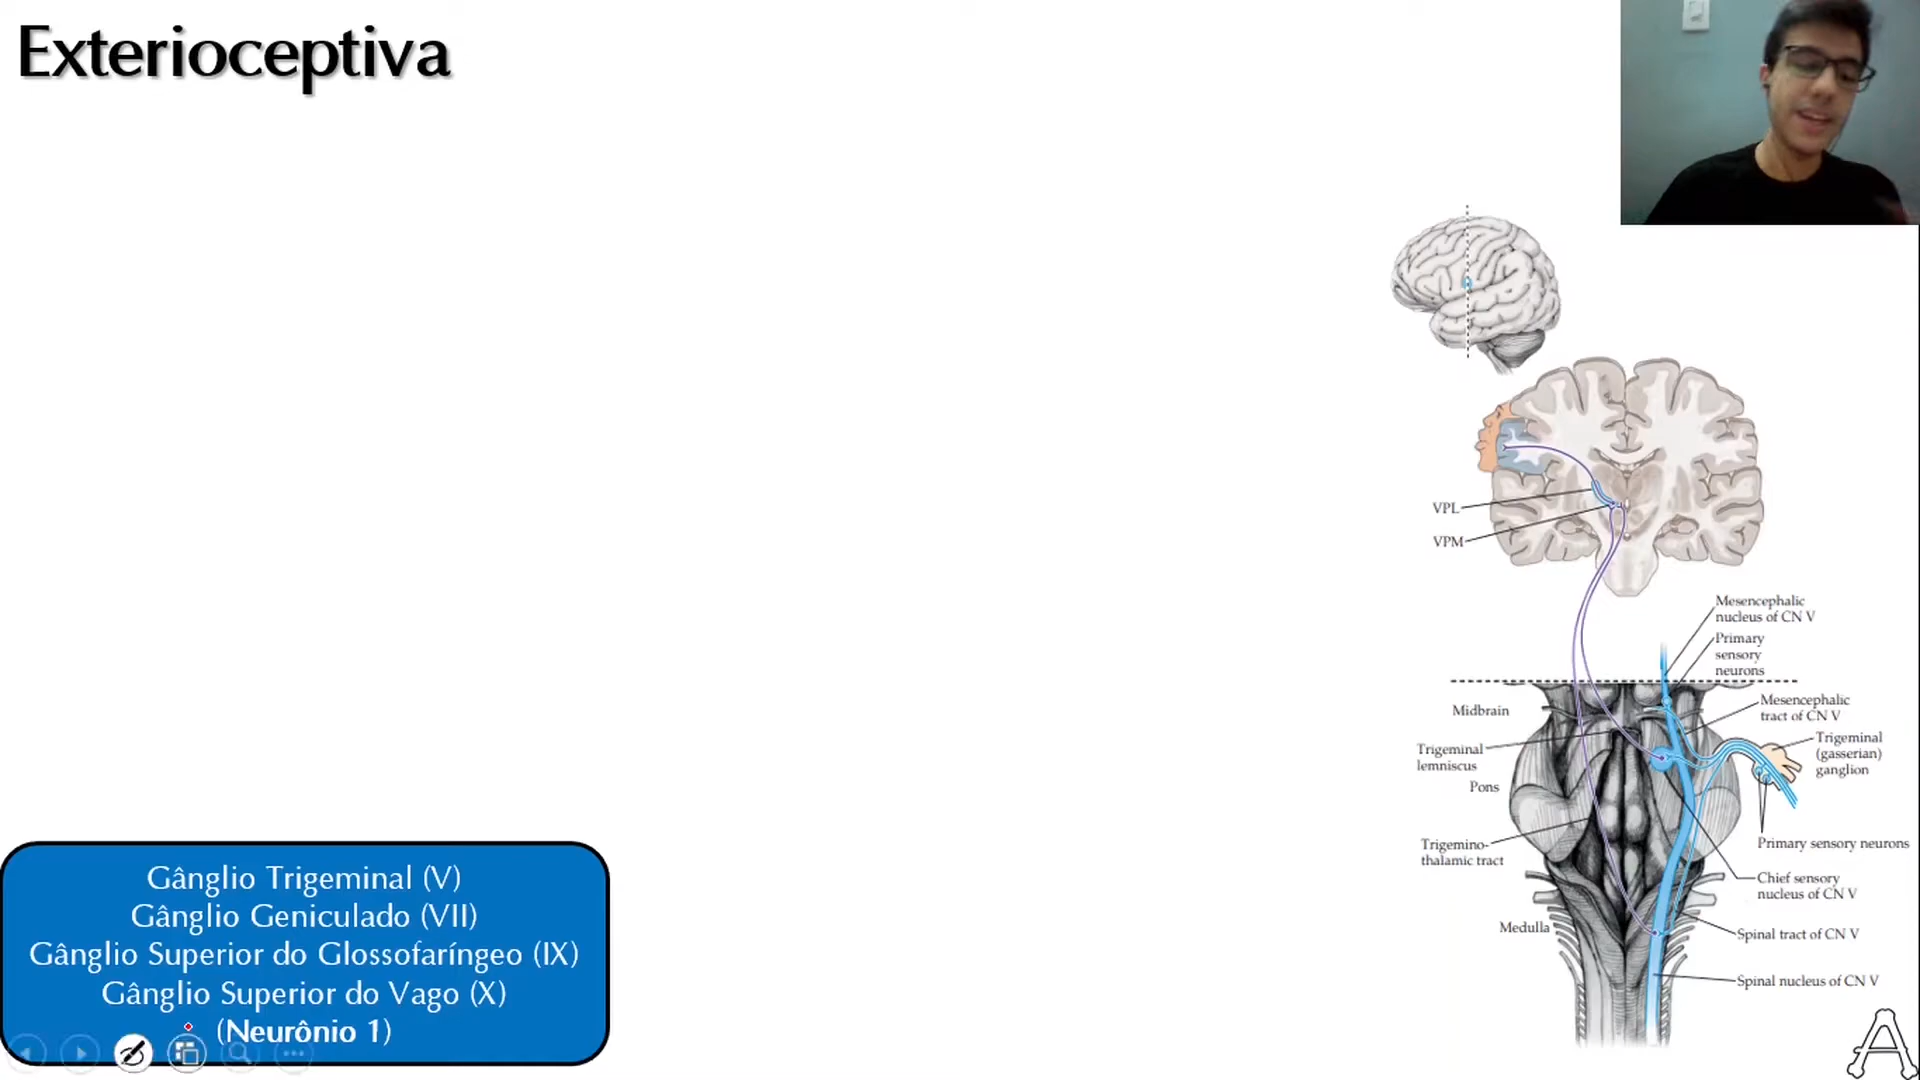 Exterioceptiva
VPL
VPM
Mesencephalic
nucleus of CN V
Primary
sensory
neurons
Midbrain
Mesencephalic
tract of CN V
Trigeminal
lemniscus
Trigeminal
(gasserian)
ganglion
Pons
Trigemino-
thalamic tract
Primary sensory neurons
Chief sensory
nucleus of CN V
Medulla
Spinal tract of CN V
Spinal nucleus of CN V
Gânglio Trigeminal (V)
Gânglio Geniculado (VII)
Gânglio Superior do Glossofaríngeo (IX)
Gânglio Superior do Vago (X)
(Neurônio 1)
A